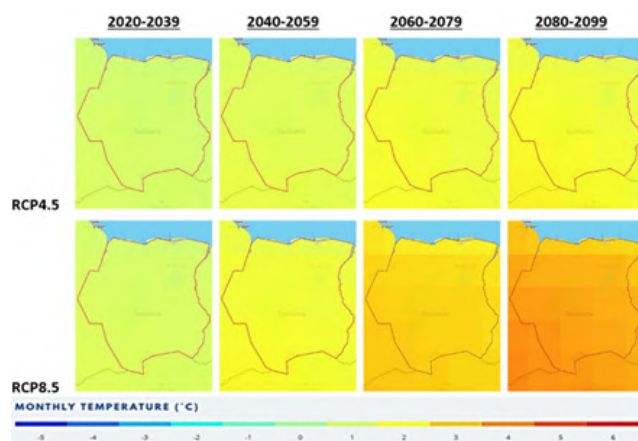 2020-2039 2040-2059 2060-2079 2080-2099
RCP4.5
RCP8.5
MONTHLY TEMPERATURE (°C)
-5 -4 -3 -2 -1 0 1 2 3 4 5 6